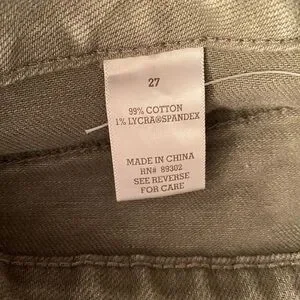 27
99% COTTON
1% LYCRA®SPANDEX
MADE IN CHINA
RN# 89302
SEE REVERSE
FOR CARE